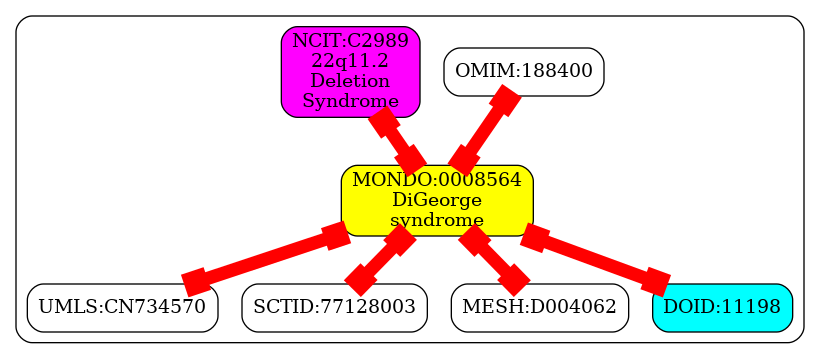 NCIT:C2989
22q11.2
Deletion
Syndrome
OMIM:188400
MONDO:0008564
DiGeorge
syndrome
UMLS:CN734570
SCTID:77128003
MESH:D004062
DOID:11198